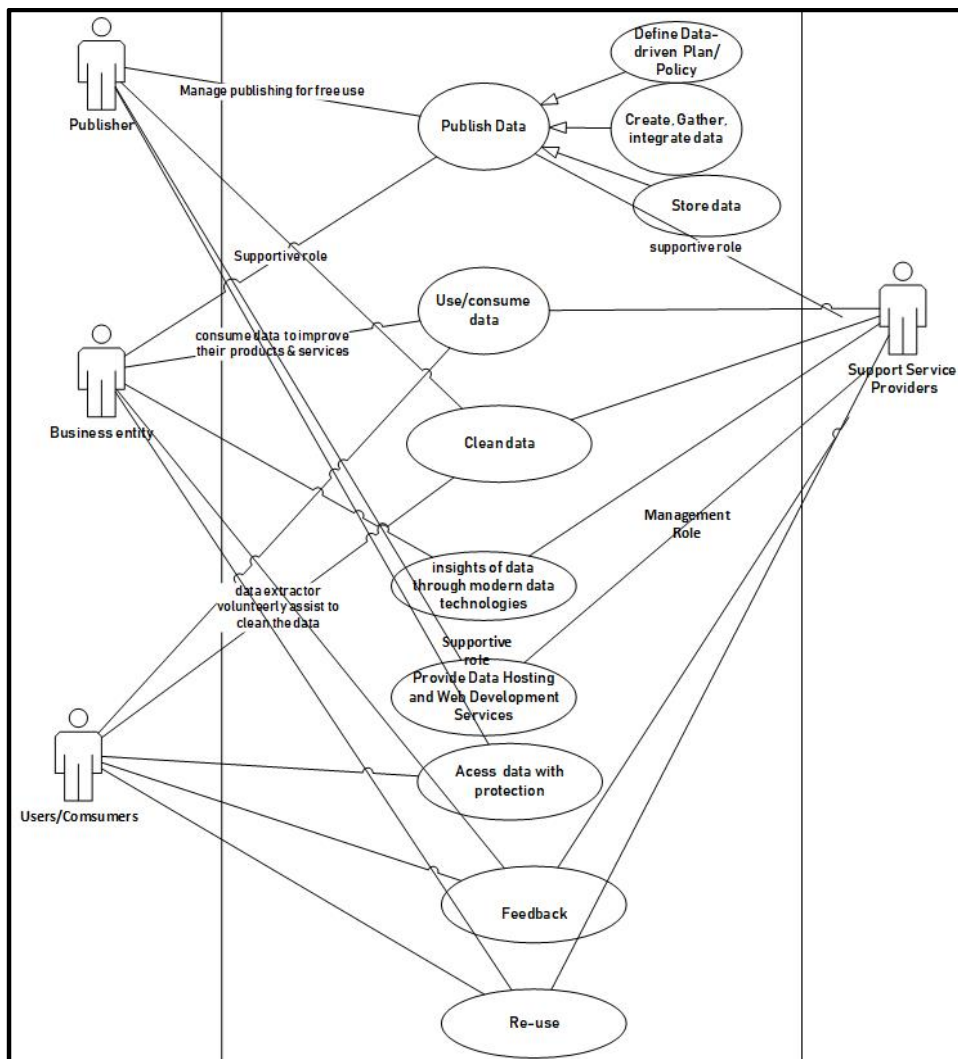 Define Data-
driven Plan/
Policy
Manage publishing for free use
Publisher
Publish Data
Create, Gather,
integrate data
Store data
Supportive role
supportive role
Use/consume
data
consume data to improve
their products & services
Support Service
Providers
Business entity
Clean data
Management
Role
insights of data
through modern data
technologies
data extractor
volunteerly assist to
clean the data
Supportive
role
Provide Data Hosting
and Web Development
Services
Acess data with
protection
Users/Comsumers
Feedback
Re-use